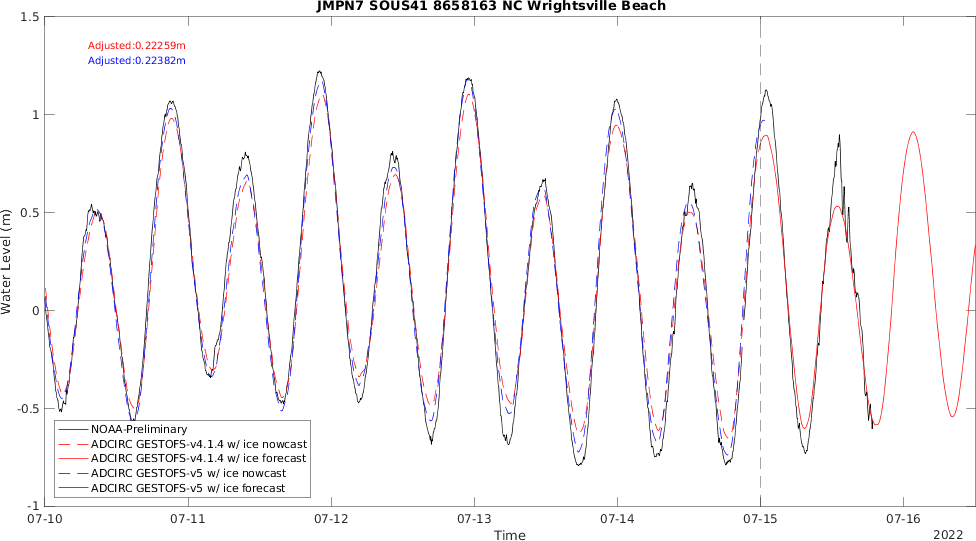 JMPN7 SOUS41 8658163 NC Wrightsville Beach
1.5
Adjusted:0.22259m
Adjusted:0.22382m
1
0.5
Water Level (m)
0
-0.5
NOAA-Preliminary
ADCIRC GESTOFS-v4.1.4 w/ ice nowcast
ADCIRC GESTOFS-v4.1.4 w/ ice forecast
ADCIRC GESTOFS-v5 w/ ice nowcast
ADCIRC GESTOFS-v5 w/ ice forecast
-1
07-10 07-11 07-12 07-13 07-14 07-15 07-16
Time
2022